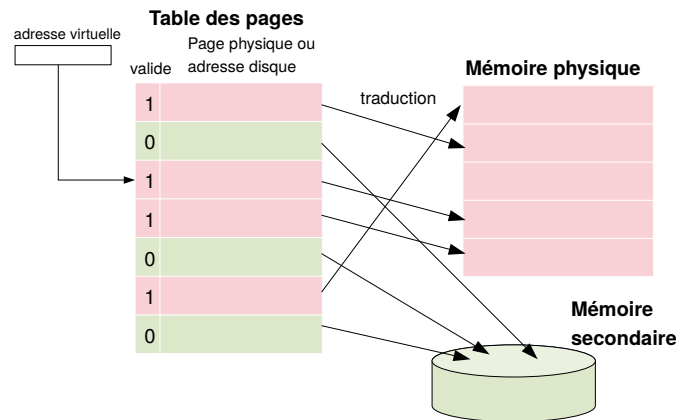 Table des pages
adresse virtuelle
Page physique ou
adresse disque
valide
Mémoire physique
traduction
1
0
1
1
0
1
0
Mémoire
secondaire